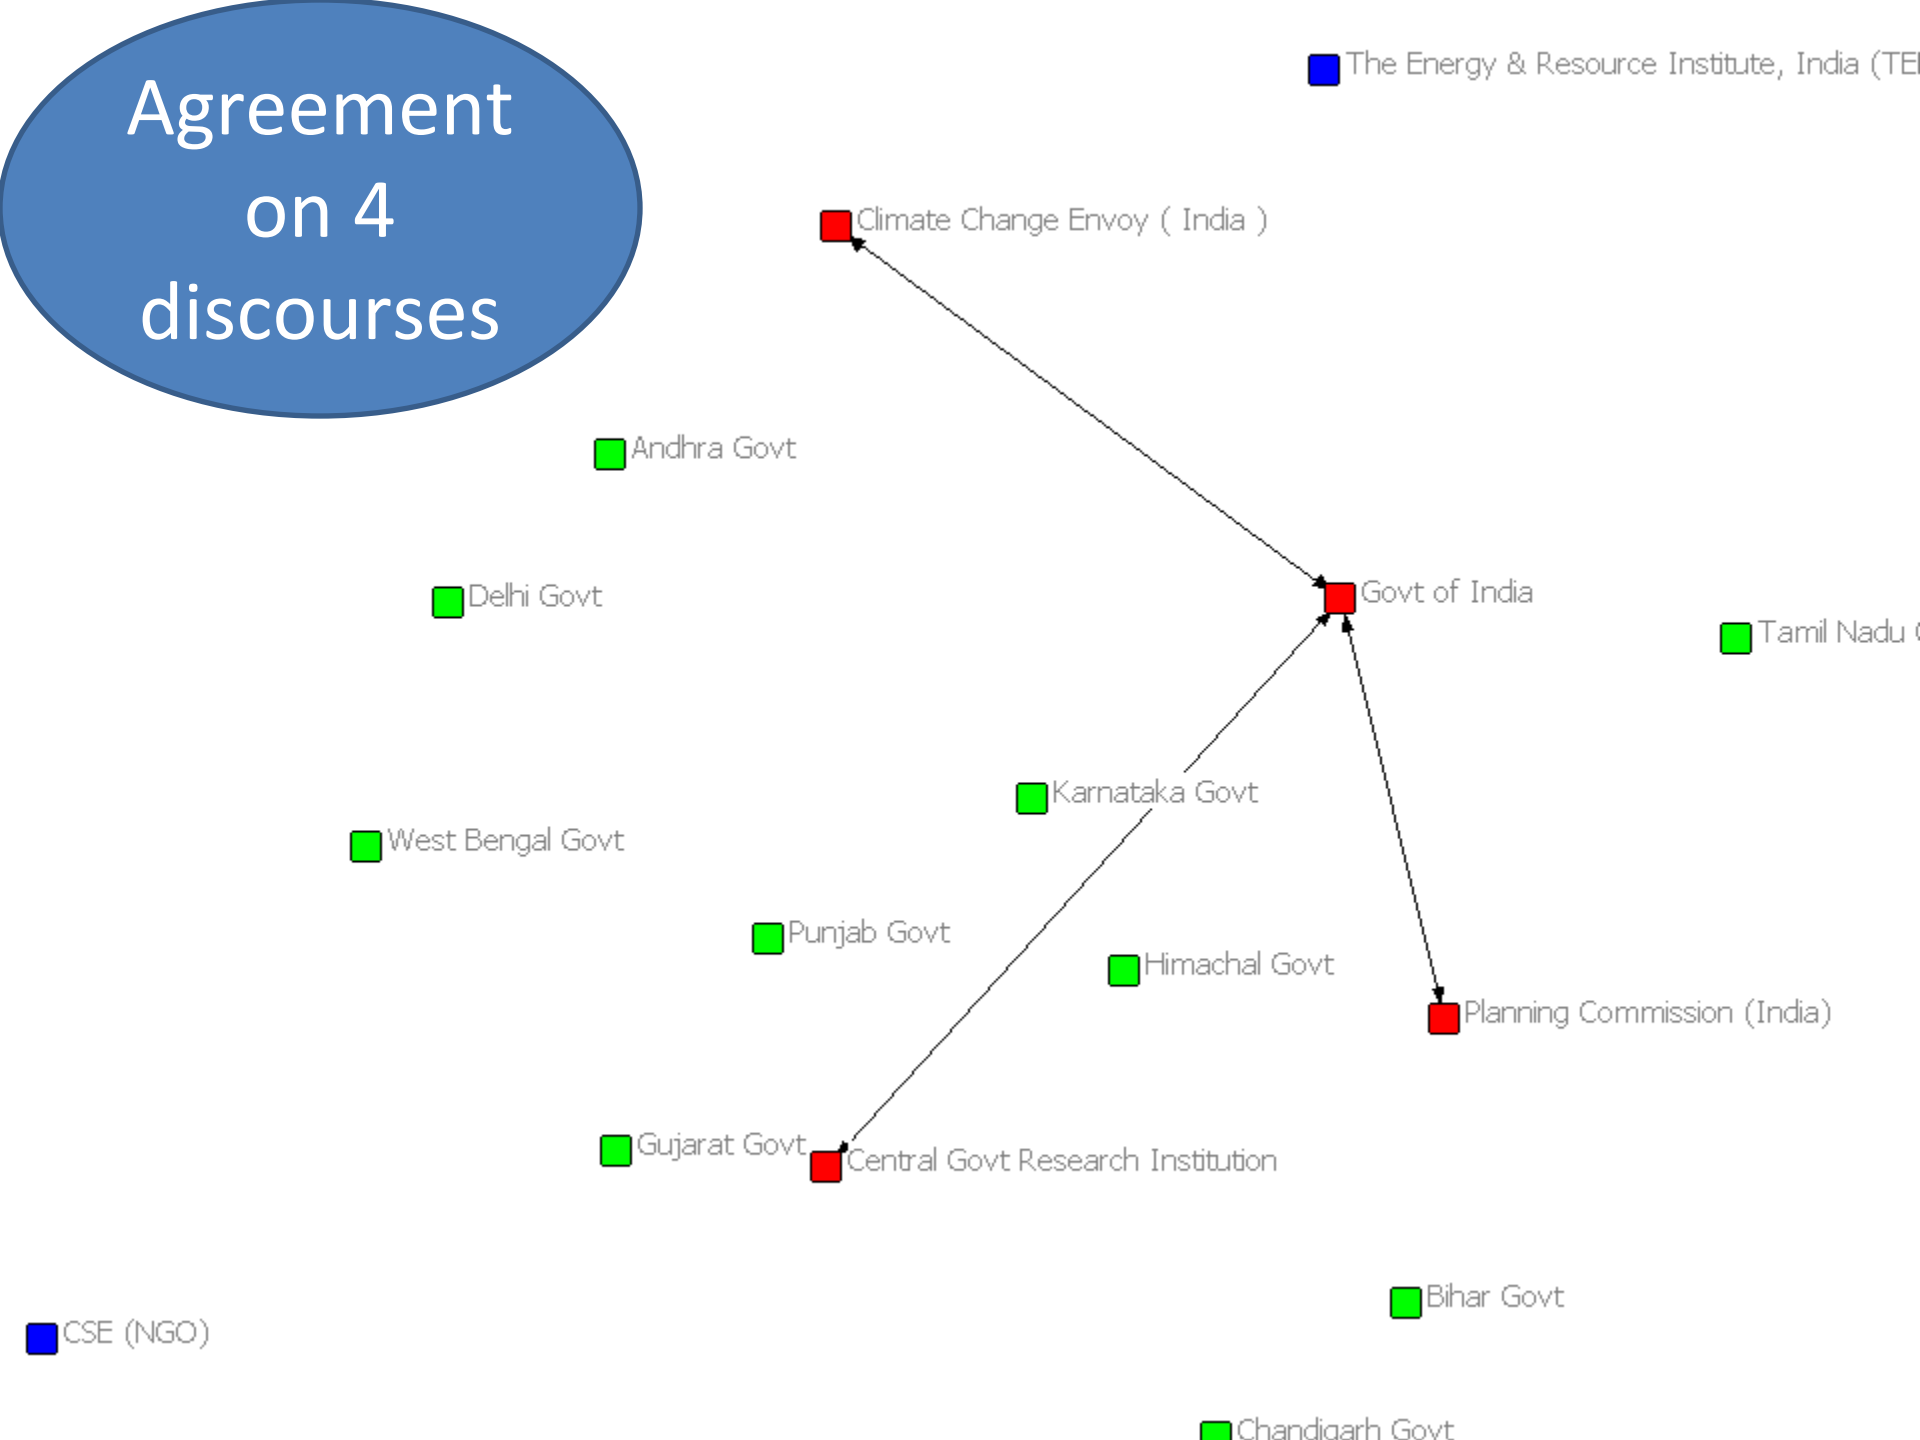 Agreement
on 4
discourses
The Energy & Resource Institute, India
Climate Change Envoy ( India )
Andhra Govt
Delhi Govt
Govt of India
Tamil Nadu
Karnataka Govt
West Bengal Govt
Punjab Govt
Himachal Govt
Planning Commission (India)
Gujarat Govt
Central Govt Research Institution
Bihar Govt
CSE (NGO)
Chandigarh Govt